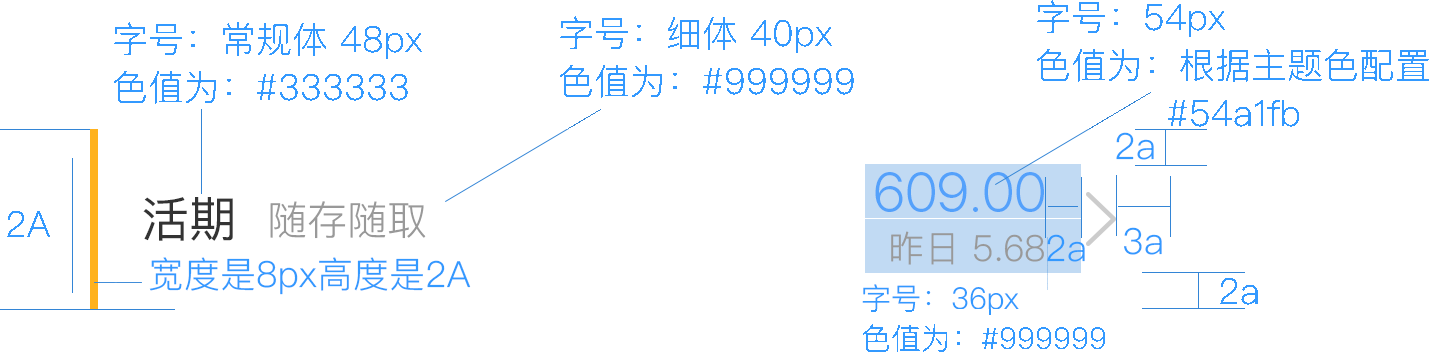 字号：常规体 48px
色值为：#333333
字号：细体 40px
色值为：#999999
字号：54px
色值为：根据主题色配置
#54a1fb
2a
2A
活期 随存随取
609.00
昨日 5.68
2a
3a
宽度是8px高度是2A
2a
字号：36px
色值为：#999999